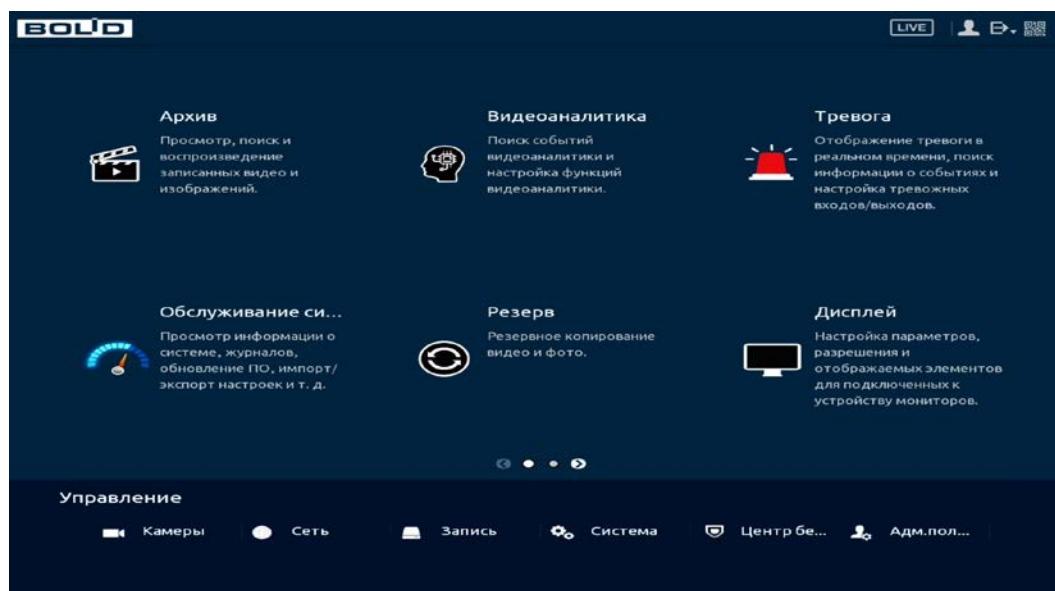 BOLID
LIVE
Архив
Просмотр, поиск и
воспроизведение
записанных видео и
изображений.
Видеоаналитика
Поиск событий
видеоаналитики и
настройка функций
видеоаналитики.
Тревога
Отображение тревоги в
реальном времени, поиск
информации о событиях и
настройка тревожных
входов/выходов.
Обслуживание си...
Просмотр информации о
системе, журналов,
обновление ПО, импорт/
экспорт настроек и т. д.
Резерв
Резервное копирование
видео и фото.
Дисплей
Настройка параметров,
разрешения и
отображаемых элементов
для подключенных к
устройству мониторов.
Управление
Камеры
Сеть
Запись
Система
Центр бе...
Адм.пол...